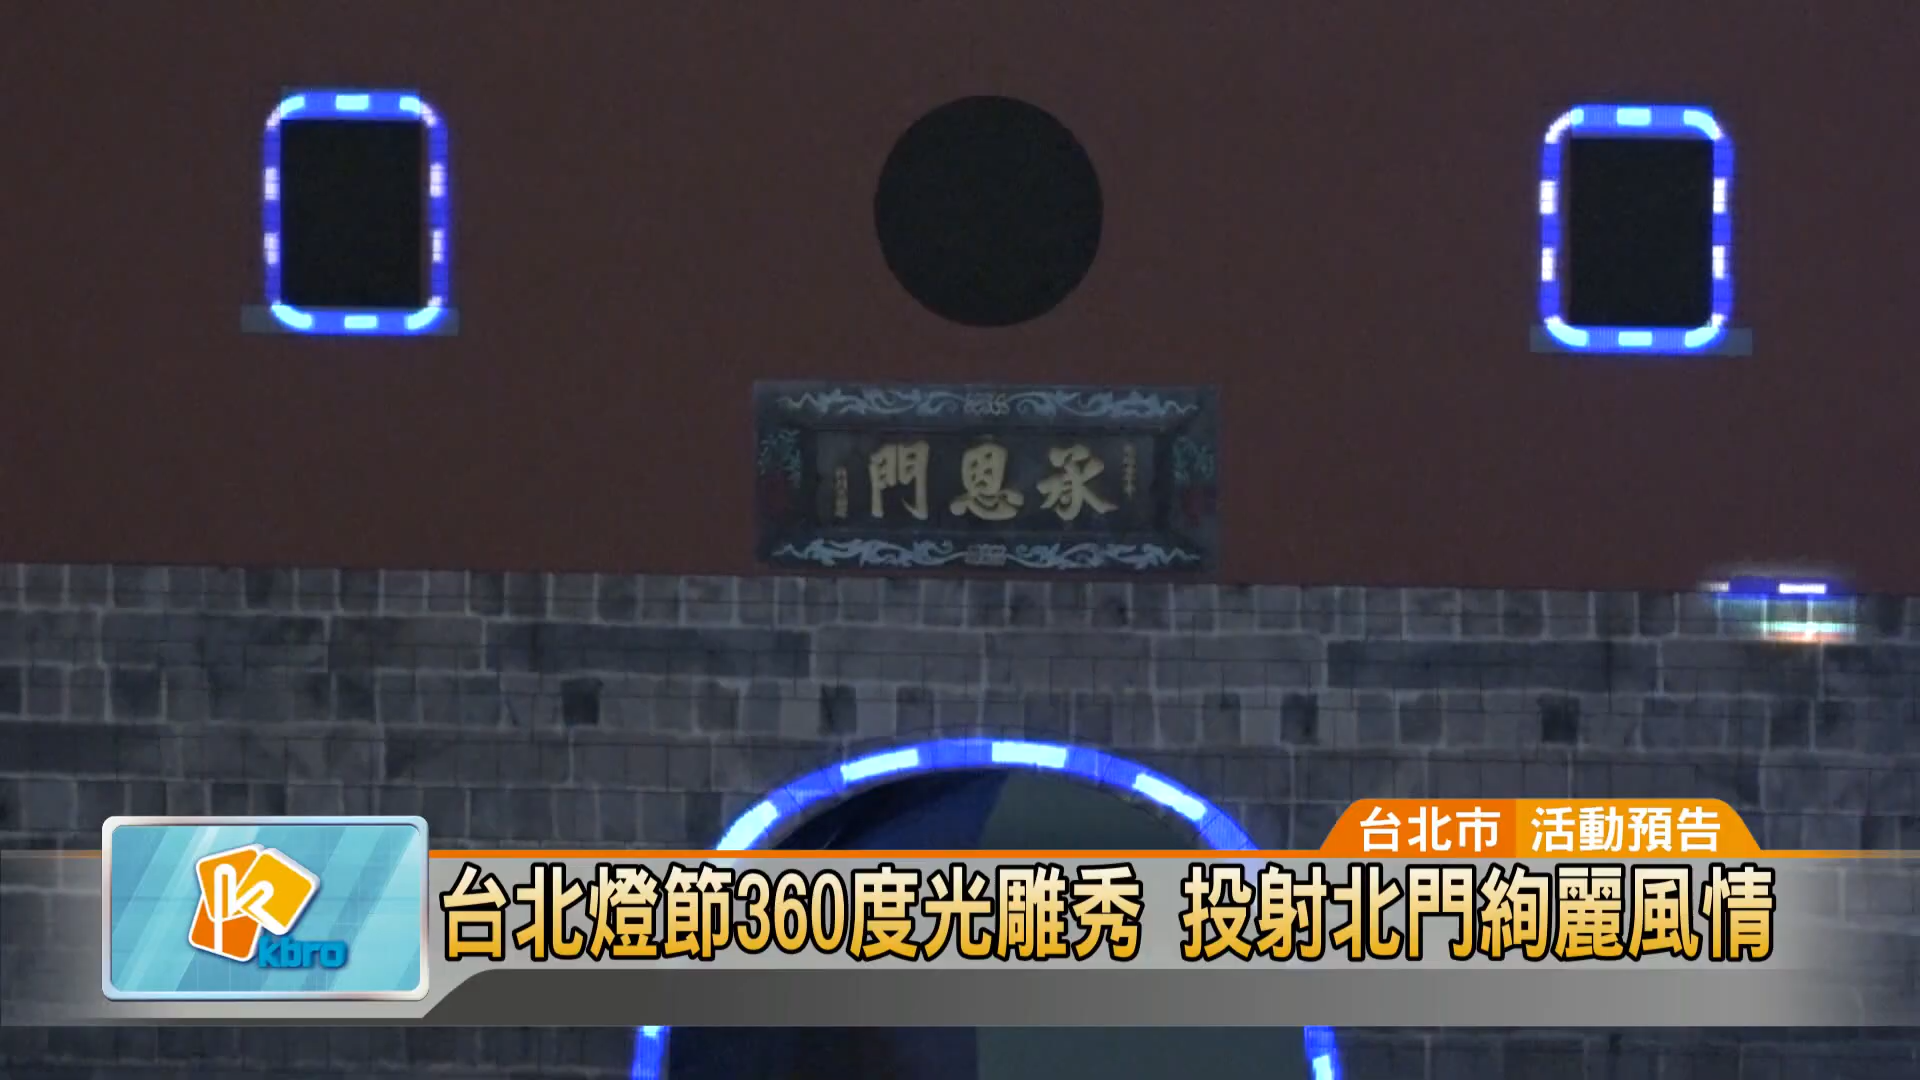 承恩門
台北市 活動預告
台北燈節360度光雕秀 投射北門絢麗風情
kbro